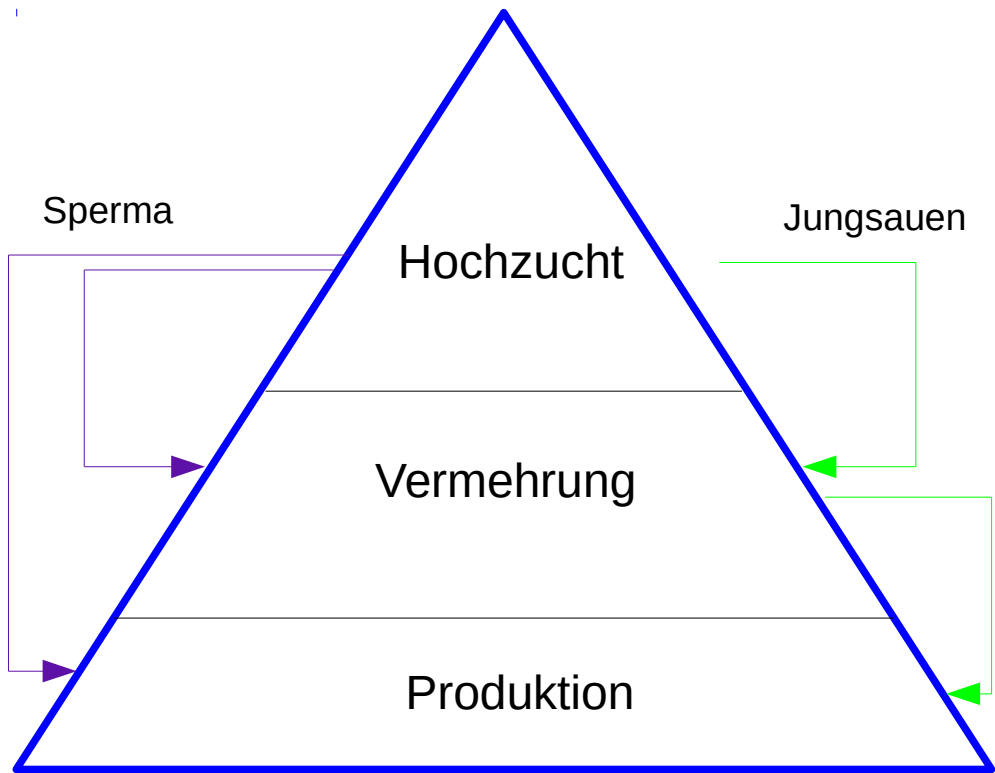 Sperma
Jungsauen
Hochzucht
Vermehrung
Produktion